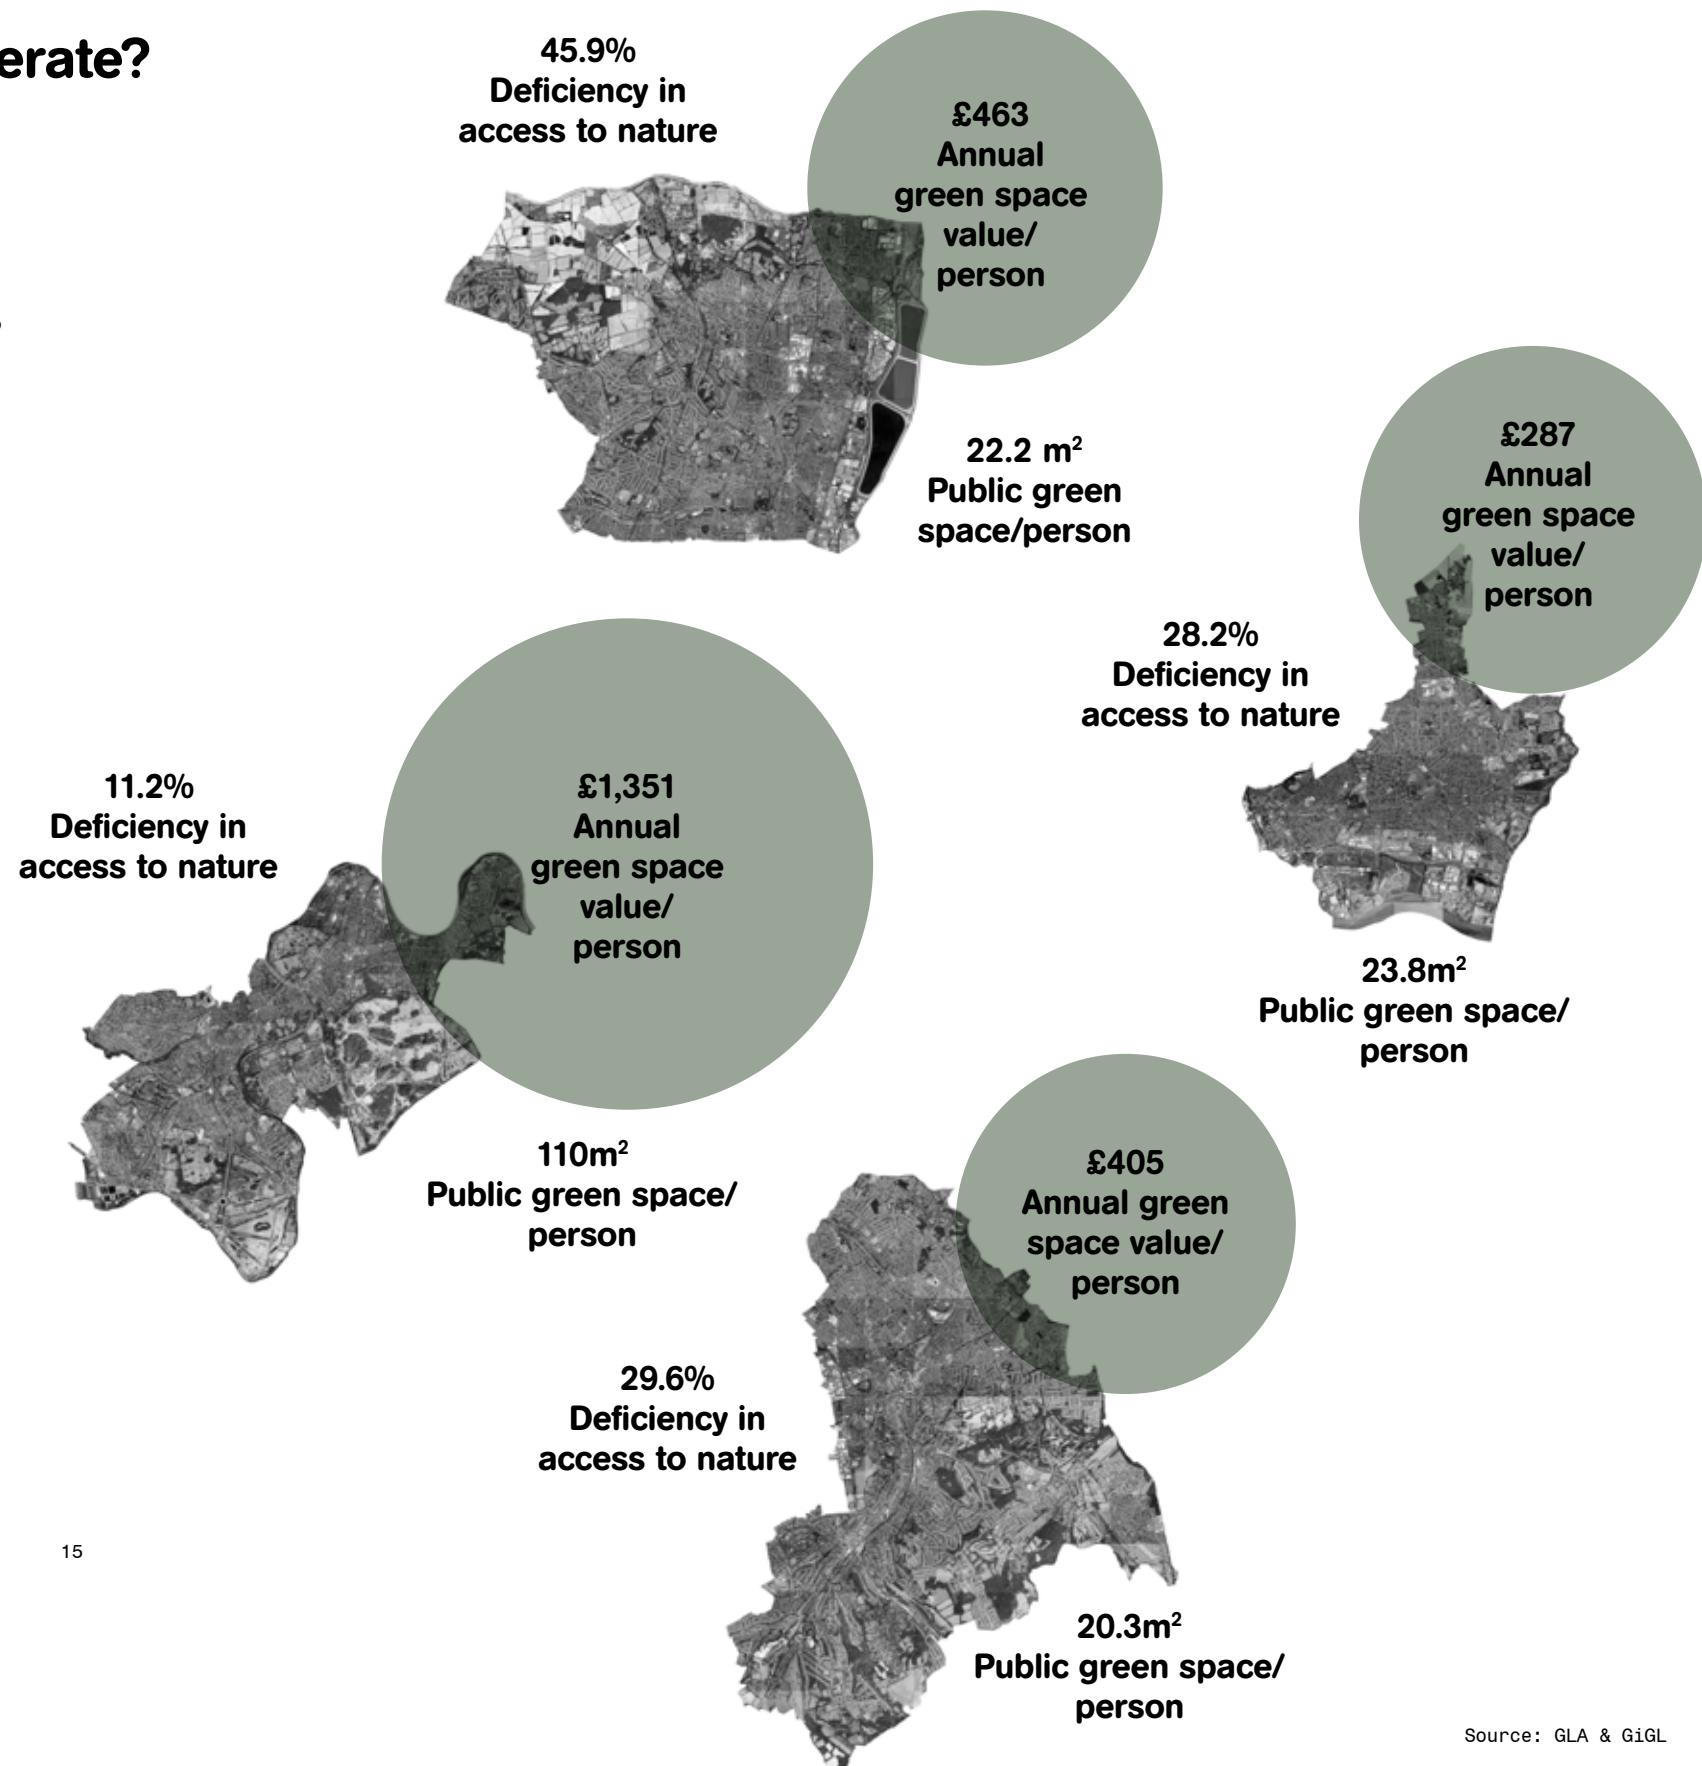 erate?
45.9%
Deficiency in
access to nature
£463
Annual
green space
value/
person
22.2 m²
Public green
space/person
£287
Annual
green space
value/
person
28.2%
Deficiency in
access to nature
23.8m²
Public green space/
person
11.2%
Deficiency in
access to nature
£1,351
Annual
green space
value/
person
110m²
Public green space/
person
£405
Annual green
space value/
person
29.6%
Deficiency in
access to nature
20.3m²
Public green space/
person
15
Source: GLA & GiGL